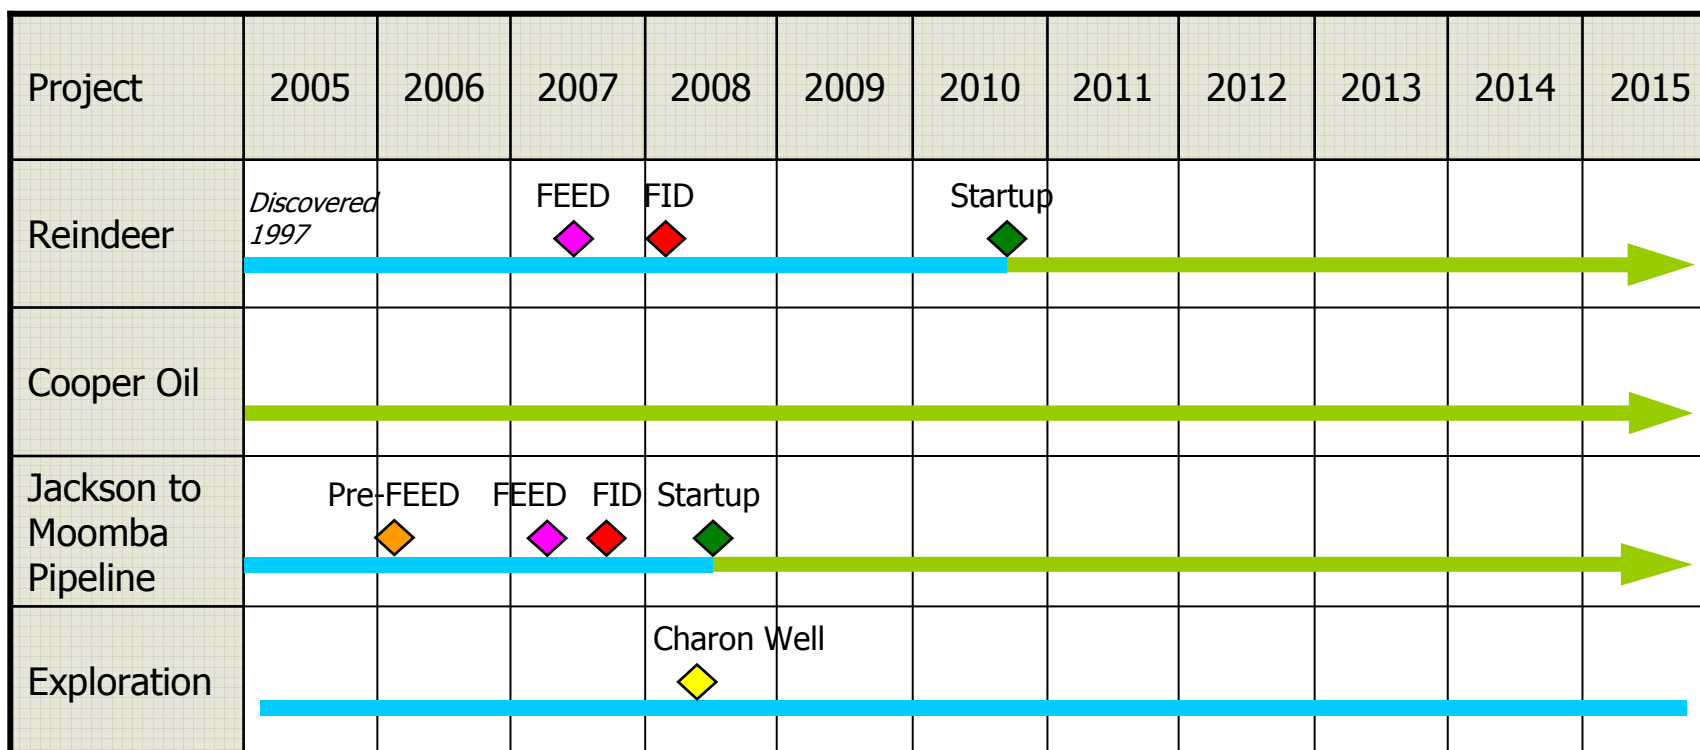 Project 2005 2006 2007 2008 2009 2010 2011 2012 2013 2014 2015
Reindeer
Discovered
1997
FEED FID Startup
Cooper Oil
Jackson to
Moomba
Pipeline
Pre-FEED FEED FID Startup
Exploration
Charon Well